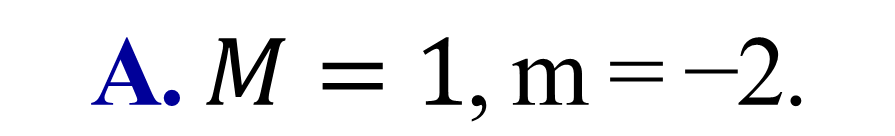 A. M = 1, m = −2.